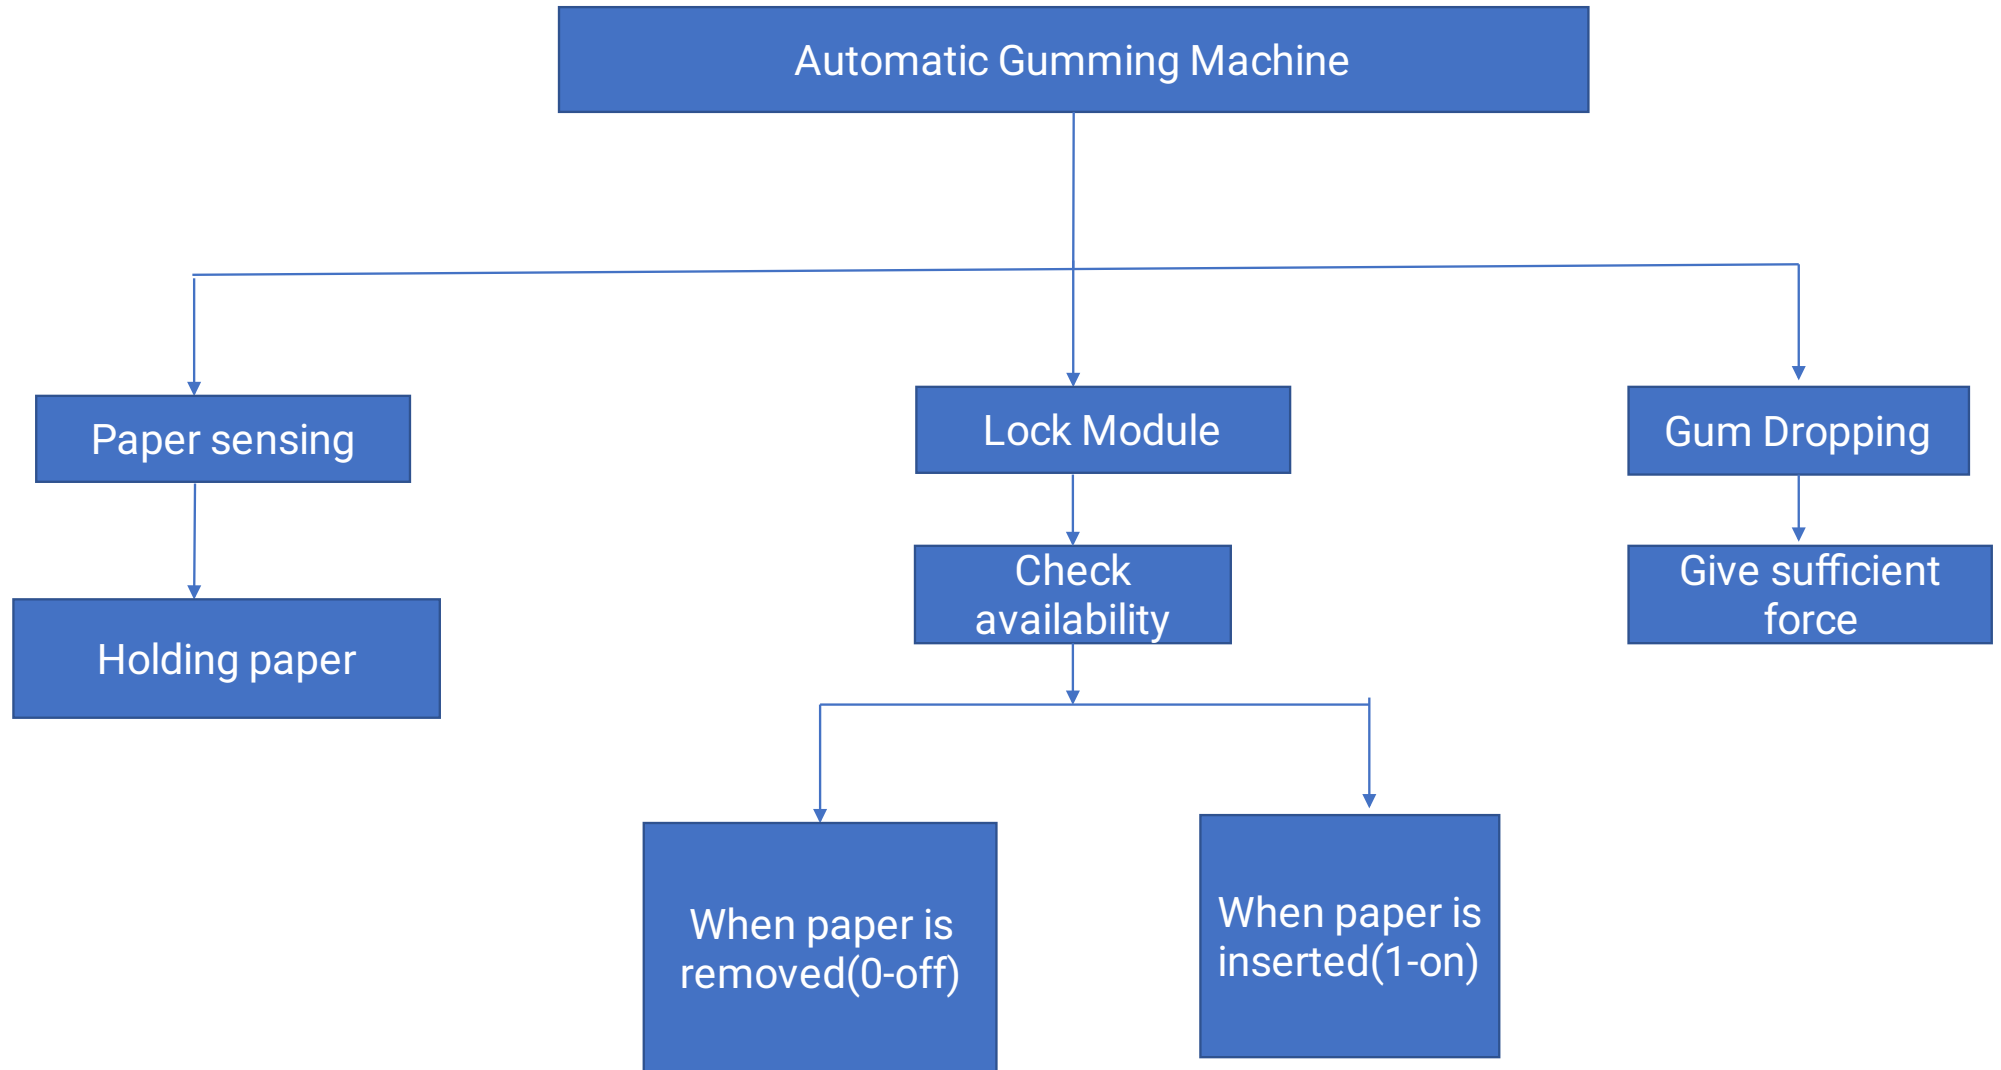 Automatic Gumming Machine
Paper sensing
Lock Module
Gum Dropping
Holding paper
Check
availability
Give sufficient
force
When paper is
removed(0-off)
When paper is
inserted(1-on)